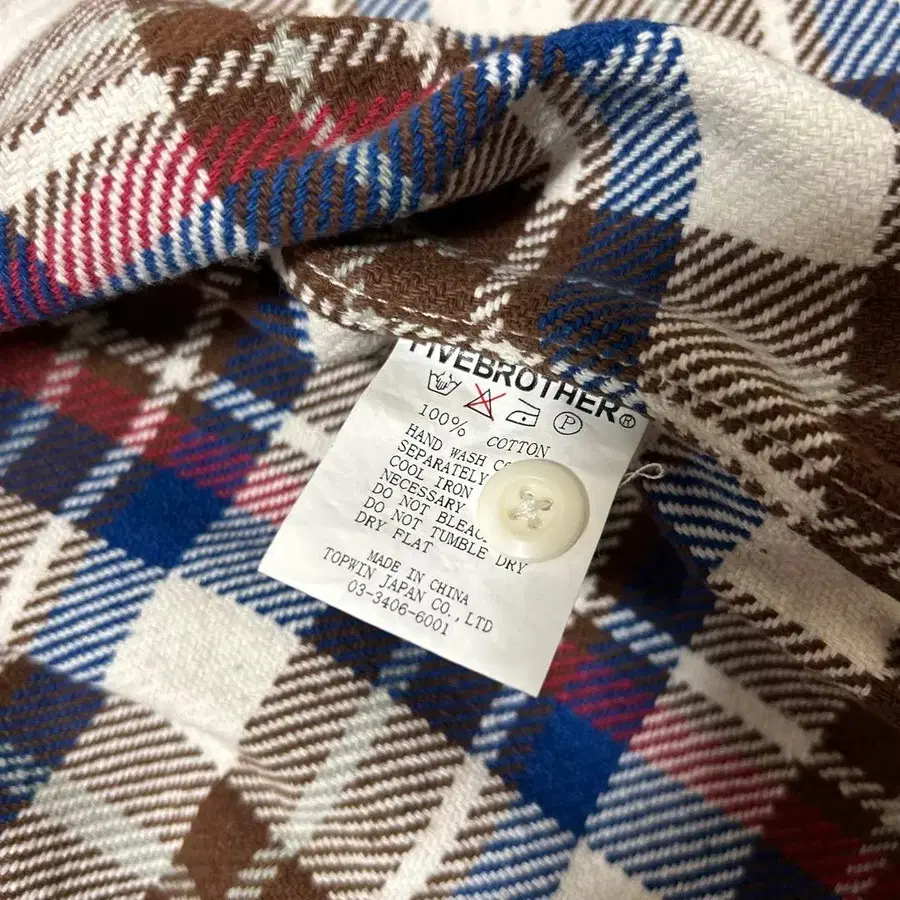 FIVEBROTHER®
P
100% COTTON
HAND WASH
SEPARATELY
COOL IRON
NECESSARY
DO NOT BLEAC
DO NOT TUMBLE DRY
DRY FLAT
MADE IN CHINA
TOPWIN JAPAN CO.,LTD
03-3406-6001